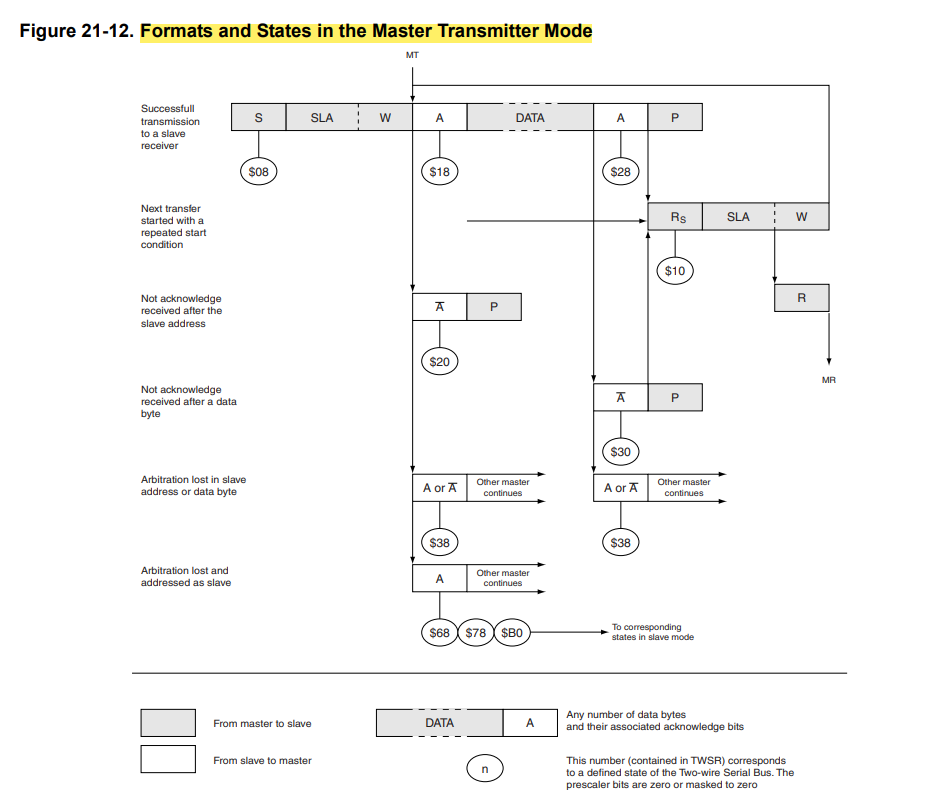 Figure 21-12. Formats and States in the Master Transmitter Mode
MT
Successfull
transmission
to a slave
receiver
S SLA W A DATA A P
$08 $18 $28
Next transfer
started with a
repeated start
condition
RS SLA W
$10
Not acknowledge
received after the
slave address
A̅ P
R
$20
MR
Not acknowledge
received after a data
byte
A̅ P
$30
Arbitration lost in slave
address or data byte
A or A̅ Other master
continues
A or A̅ Other master
continues
$38 $38
Arbitration lost and
addressed as slave
A Other master
continues
$68 $78 $B0
To corresponding
states in slave mode
From master to slave
DATA A
Any number of data bytes
and their associated acknowledge bits
From slave to master
n
This number (contained in TWSR) corresponds
to a defined state of the Two-wire Serial Bus. The
prescaler bits are zero or masked to zero